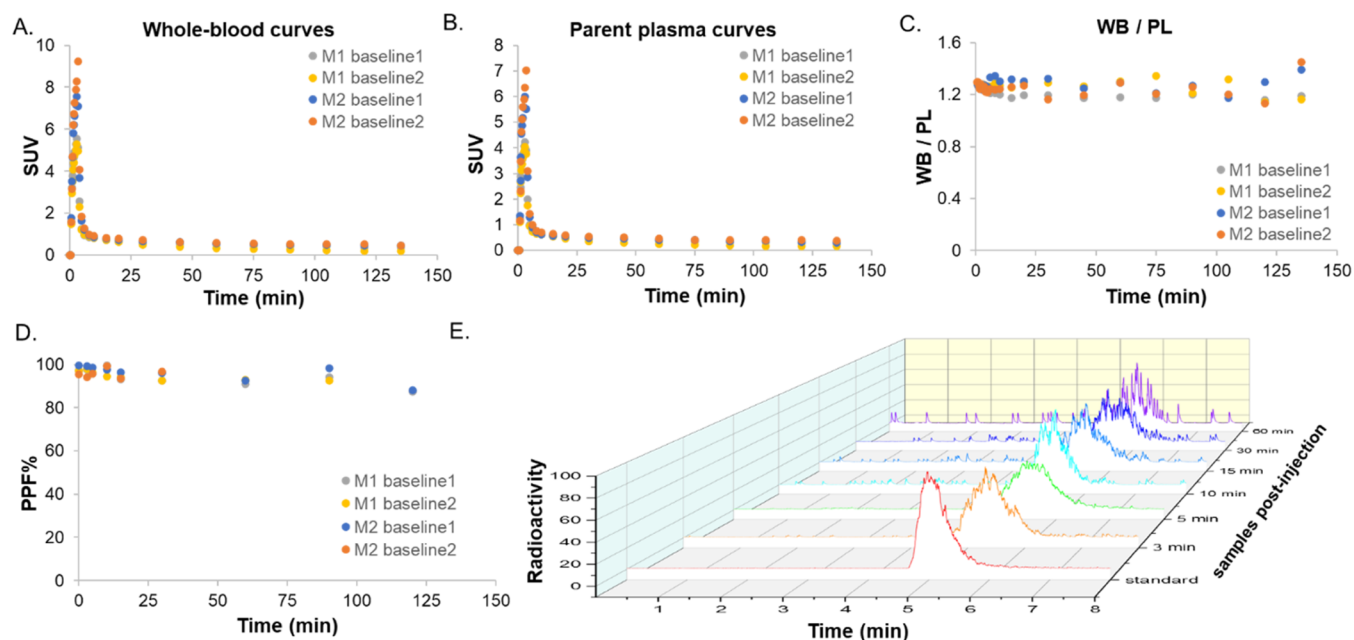 A.
Whole-blood curves
10
8
6
4
2
0
SUV
M1 baseline1
M1 baseline2
M2 baseline1
M2 baseline2
0 25 50 75 100 125 150
Time (min)
B.
Parent plasma curves
8
7
6
5
4
3
2
1
0
SUV
M1 baseline1
M1 baseline2
M2 baseline1
M2 baseline2
0 25 50 75 100 125 150
Time (min)
C.
WB / PL
1.6
1.2
0.8
0.4
0
WB / PL
M1 baseline1
M1 baseline2
M2 baseline1
M2 baseline2
0 25 50 75 100 125 150
Time (min)
D.
100
80
60
40
20
0
PPF%
M1 baseline1
M1 baseline2
M2 baseline1
M2 baseline2
0 25 50 75 100 125 150
Time (min)
E.
Radioactivity
100
80
60
40
20
0
1 2 3 4 5 6 7 8
Time (min)
60 min
30 min
15 min
10 min
5 min
3 min
standard
samples post-injection